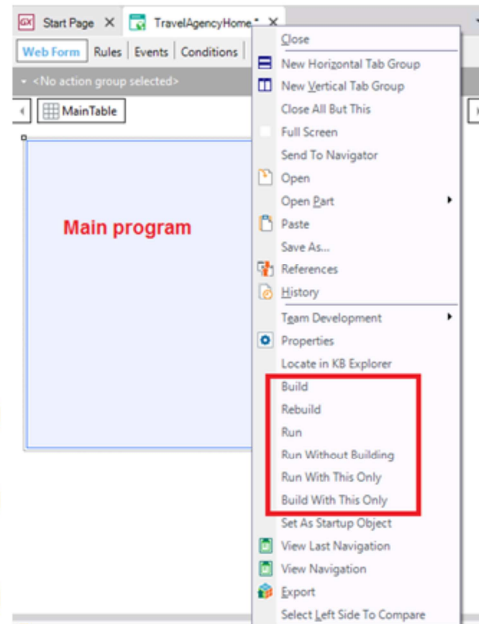 Start Page
TravelAgencyHome *
Web Form Rules Events Conditions
<No action group selected>
MainTable
Main program
Close
New Horizontal Tab Group
New Vertical Tab Group
Close All But This
Full Screen
Send To Navigator
Open
Open Part
Paste
Save As...
References
History
Team Development
Properties
Locate in KB Explorer
Build
Rebuild
Run
Run Without Building
Run With This Only
Build With This Only
Set As Startup Object
View Last Navigation
View Navigation
Export
Select Left Side To Compare